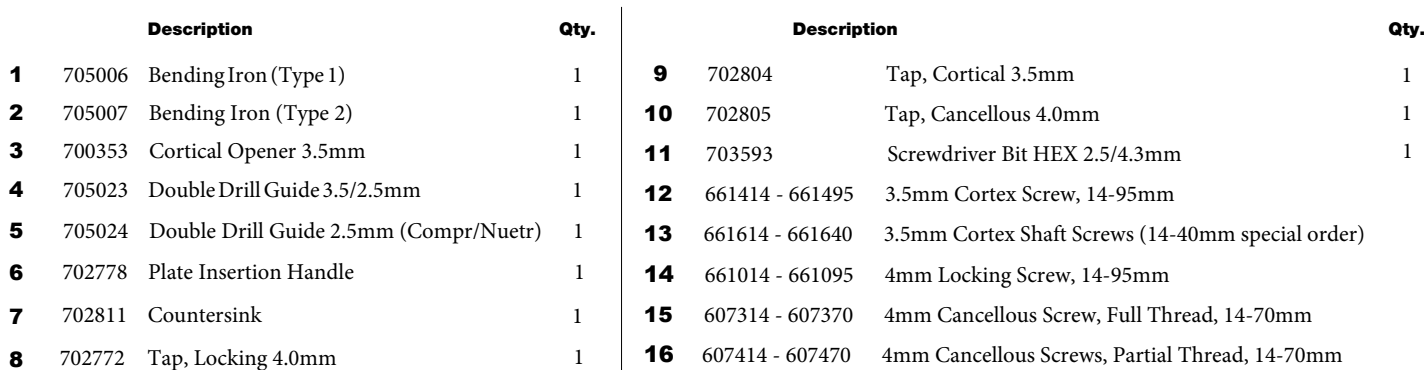 Description Qty.
1 705006 Bending Iron (Type 1) 1
2 705007 Bending Iron (Type 2) 1
3 700353 Cortical Opener 3.5mm 1
4 705023 Double Drill Guide 3.5/2.5mm 1
5 705024 Double Drill Guide 2.5mm (Compr/Nuetr) 1
6 702778 Plate Insertion Handle 1
7 702811 Countersink 1
8 702772 Tap, Locking 4.0mm 1
Description Qty.
9 702804 Tap, Cortical 3.5mm 1
10 702805 Tap, Cancellous 4.0mm 1
11 703593 Screwdriver Bit HEX 2.5/4.3mm 1
12 661414 - 661495 3.5mm Cortex Screw, 14-95mm
13 661614 - 661640 3.5mm Cortex Shaft Screws (14-40mm special order)
14 661014 - 661095 4mm Locking Screw, 14-95mm
15 607314 - 607370 4mm Cancellous Screw, Full Thread, 14-70mm
16 607414 - 607470 4mm Cancellous Screws, Partial Thread, 14-70mm